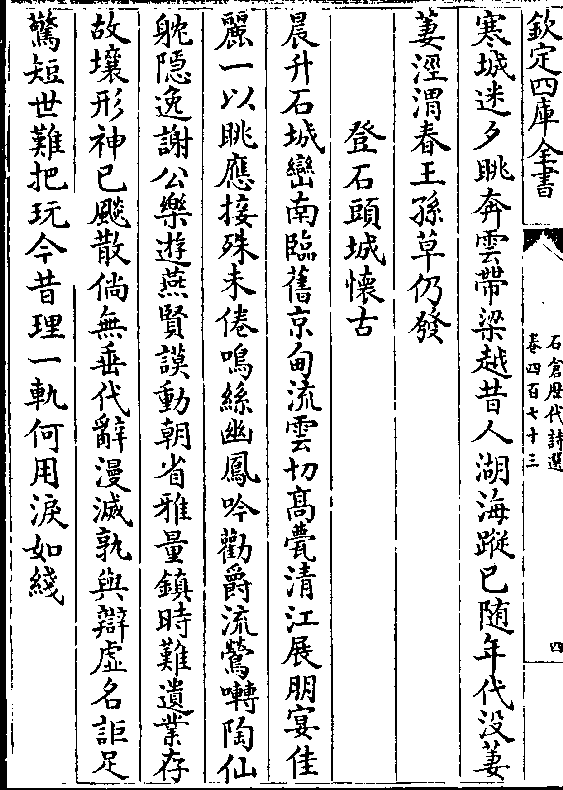 欽定四庫全書
石倉歷代詩選
卷四百七十三
四
寒城迷夕眺奔雲帶梁越昔人湖海蹤已随年代没萋
萋溼渭春王孫草仍發
登石頭城懷古
晨升石城巒南臨舊京甸流雲切高甍清江展朋宴佳
麗一以眺應接殊未倦嗚絲幽鳳吟勸爵流鶯囀陶仙
躭隠逸謝公樂遊燕賢謨動朝省雅量鎮時難遺業存
故壤形神已飈散倘無垂代辭漫滅孰與辯虚名詎足
驚短世難把玩今昔理一軌何用淚如綫